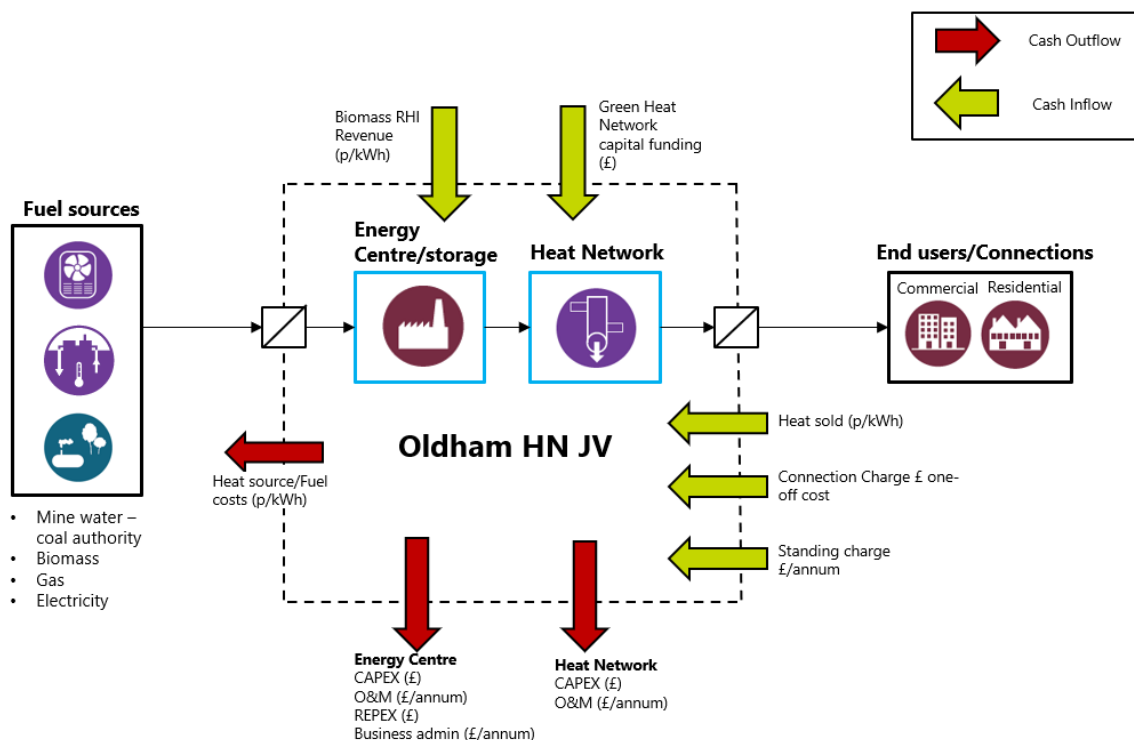 Cash Outflow
Cash Inflow
Biomass RHI
Revenue
(p/kWh)
Green Heat
Network
capital funding
(£)
Fuel sources
Energy
Centre/storage
Heat Network
End users/Connections
Commercial
Residential
Oldham HN JV
Heat source/Fuel
costs (p/kWh)
Heat sold (p/kWh)
Connection Charge £ one-
off cost
Standing charge
£/annum
• Mine water –
coal authority
• Biomass
• Gas
• Electricity
Energy Centre
CAPEX (£)
O&M (£/annum)
REPEX (£)
Business admin (£/annum)
Heat Network
CAPEX (£)
O&M (£/annum)